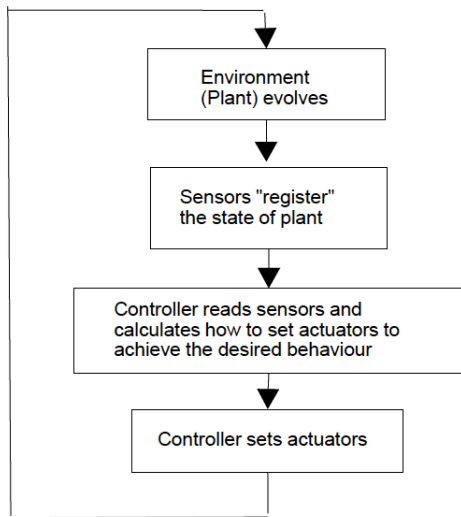 Environment
(Plant) evolves
Sensors "register"
the state of plant
Controller reads sensors and
calculates how to set actuators to
achieve the desired behaviour
Controller sets actuators